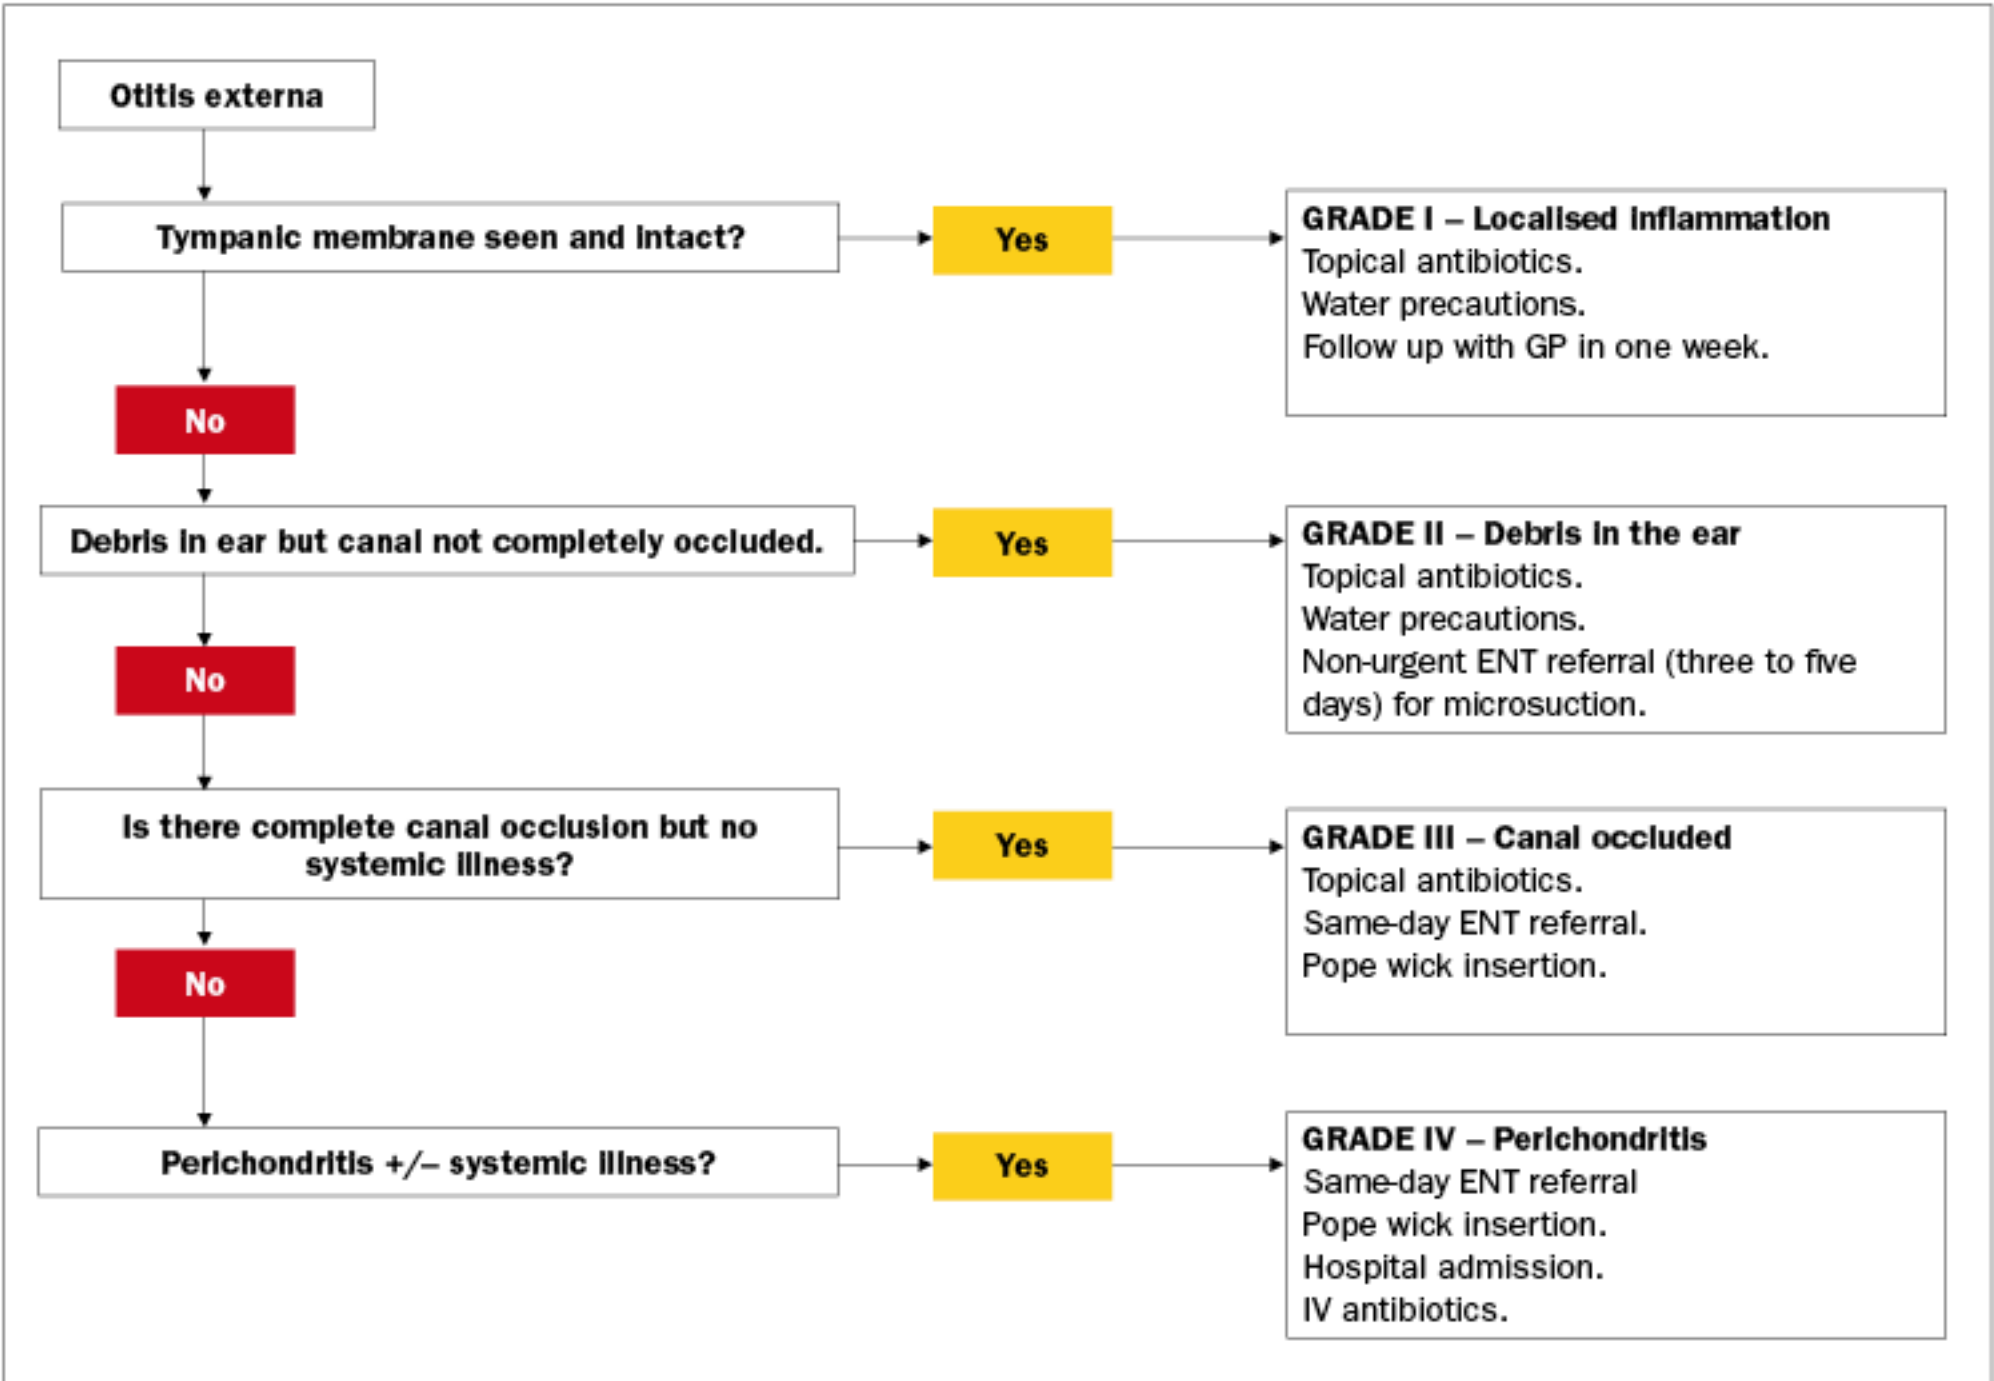 Otitis externa
Tympanic membrane seen and intact?
Yes
GRADE I – Localised inflammation
Topical antibiotics.
Water precautions.
Follow up with GP in one week.
No
Debris in ear but canal not completely occluded.
Yes
GRADE II – Debris in the ear
Topical antibiotics.
Water precautions.
Non-urgent ENT referral (three to five
days) for microsuction.
No
Is there complete canal occlusion but no
systemic illness?
Yes
GRADE III – Canal occluded
Topical antibiotics.
Same-day ENT referral.
Pope wick insertion.
No
Perichondritis +/– systemic illness?
Yes
GRADE IV – Perichondritis
Same-day ENT referral
Pope wick insertion.
Hospital admission.
IV antibiotics.